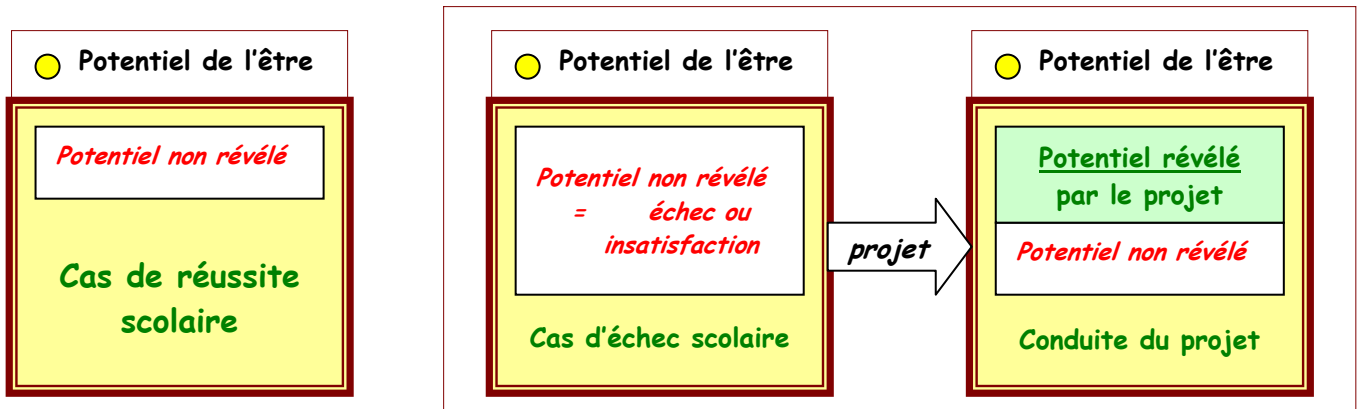 Potentiel de l'être
Potentiel non révélé
Cas de réussite
scolaire
Potentiel de l'être
Potentiel non révélé
= échec ou
insatisfaction
Cas d'échec scolaire
projet
Potentiel de l'être
Potentiel révélé
par le projet
Potentiel non révélé
Conduite du projet